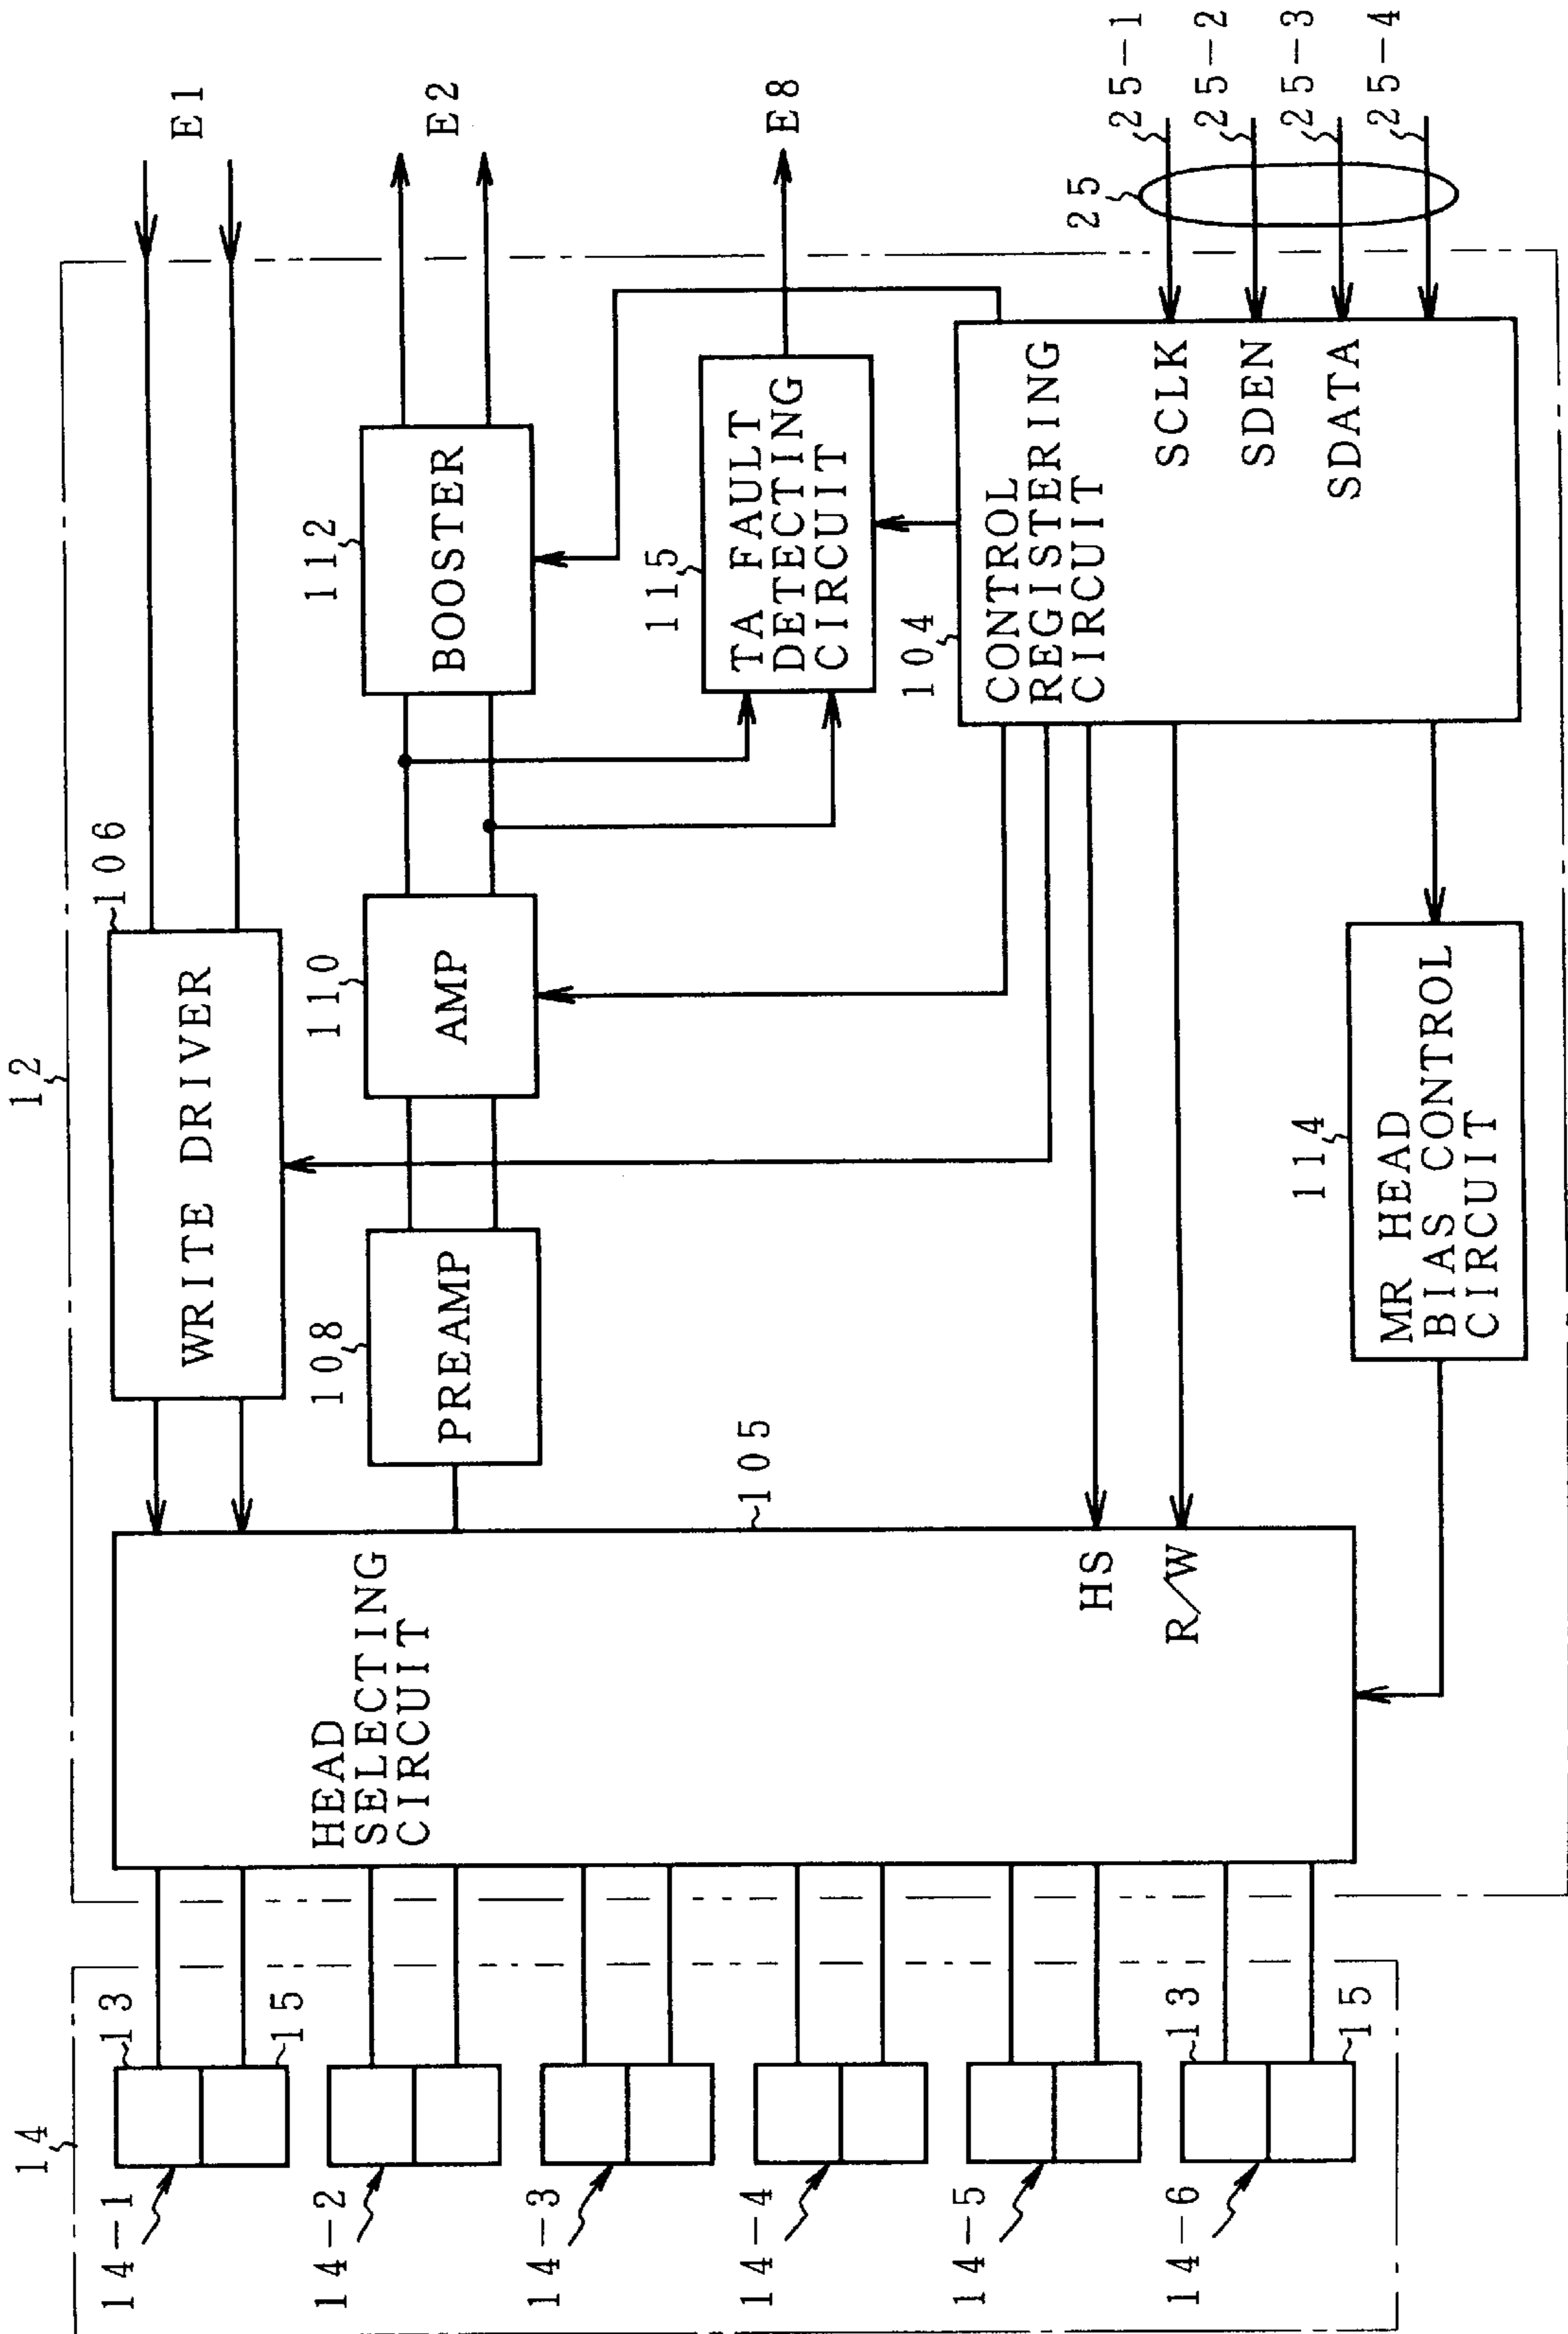 14
12
14-1
14-2
14-3
14-4
14-5
14-6
13
15
13
15
HEAD
SELECTING
CIRCUIT
105
HS
R/W
106
WRITE DRIVER
108
PREAMP
110
AMP
112
BOOSTER
115
TA FAULT
DETECTING
CIRCUIT
104
CONTROL
REGISTERING
CIRCUIT
SCLK
SDEN
SDATA
114
MR HEAD
BIAS CONTROL
CIRCUIT
E1
E2
E8
25
25-1
25-2
25-3
25-4